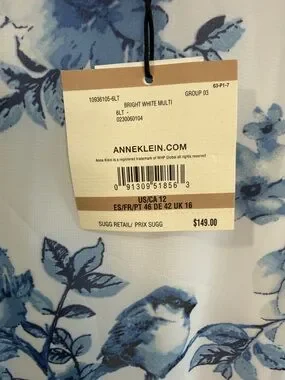 63-P1-7
10936105-6LT GROUP 03
BRIGHT WHITE MULTI
6LT -
0230060104
ANNEKLEIN.COM
Anne Klein is a registered trademark of WHP Global all rights reserved
0 91309 51856 3
US/CA 12
ES/FR/PT 46 DE 42 UK 16
SUGG RETAIL/ PRIX SUGG $149.00